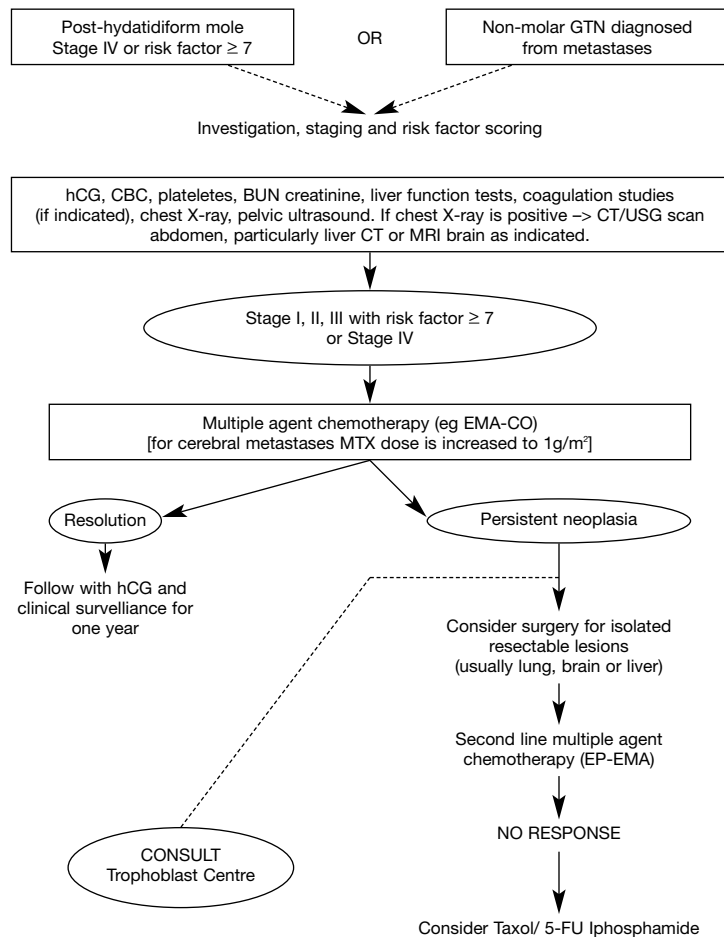 Post-hydatidiform mole
Stage IV or risk factor ≥ 7
OR
Non-molar GTN diagnosed
from metastases
Investigation, staging and risk factor scoring
hCG, CBC, plateletes, BUN creatinine, liver function tests, coagulation studies
(if indicated), chest X-ray, pelvic ultrasound. If chest X-ray is positive –> CT/USG scan
abdomen, particularly liver CT or MRI brain as indicated.
Stage I, II, III with risk factor ≥ 7
or Stage IV
Multiple agent chemotherapy (eg EMA-CO)
[for cerebral metastases MTX dose is increased to 1g/m²]
Resolution
Persistent neoplasia
Follow with hCG and
clinical survelliance for
one year
Consider surgery for isolated
resectable lesions
(usually lung, brain or liver)
Second line multiple agent
chemotherapy (EP-EMA)
NO RESPONSE
CONSULT
Trophoblast Centre
Consider Taxol/ 5-FU Iphosphamide